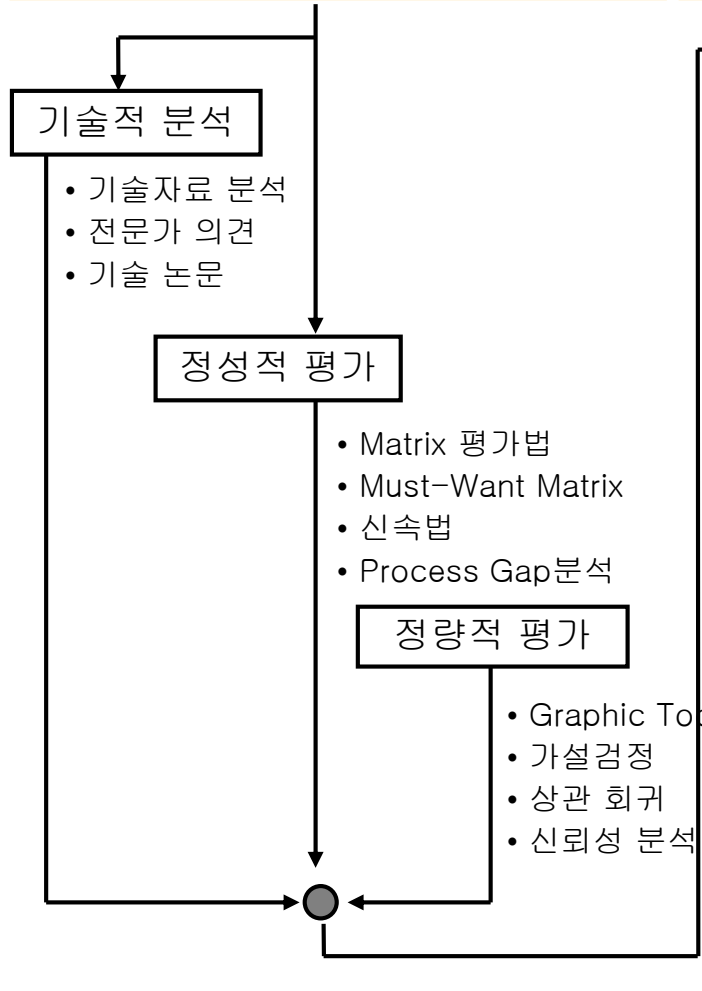 기술적 분석
• 기술자료 분석
• 전문가 의견
• 기술 논문
정성적 평가
• Matrix 평가법
• Must-Want Matrix
• 신속법
• Process Gap분석
정량적 평가
• Graphic
• 가설검정
• 상관 회귀
• 신뢰성 분석